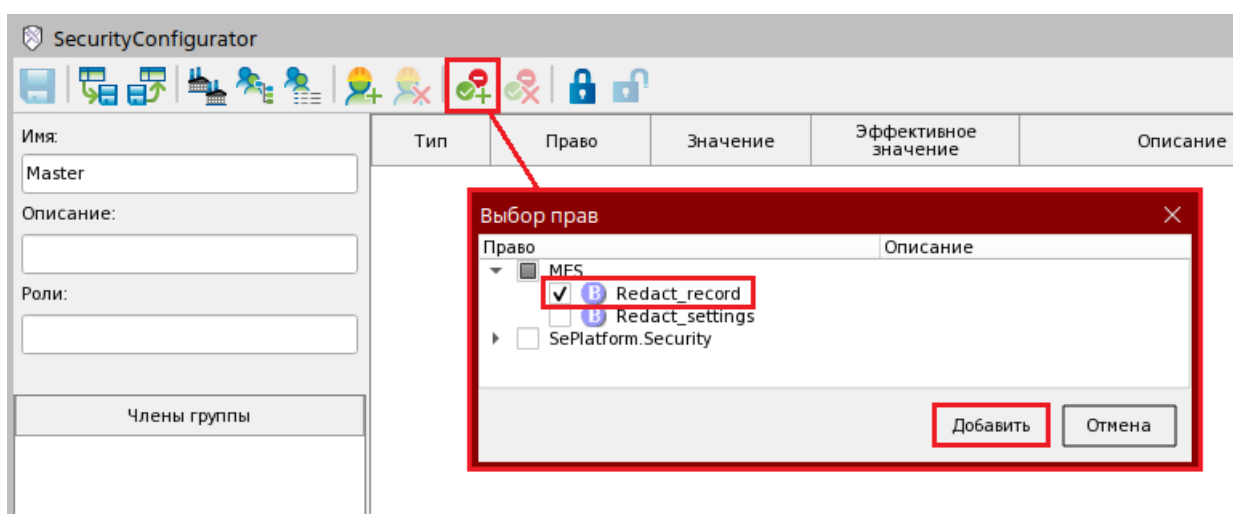 SecurityConfigurator
Имя:
Master
Описание:
Роли:
Члены группы
Тип Право Значение Эффективное значение Описание
Выбор прав
Право Описание
MES
B Redact_record
B Redact_settings
SePlatform.Security
Добавить Отмена